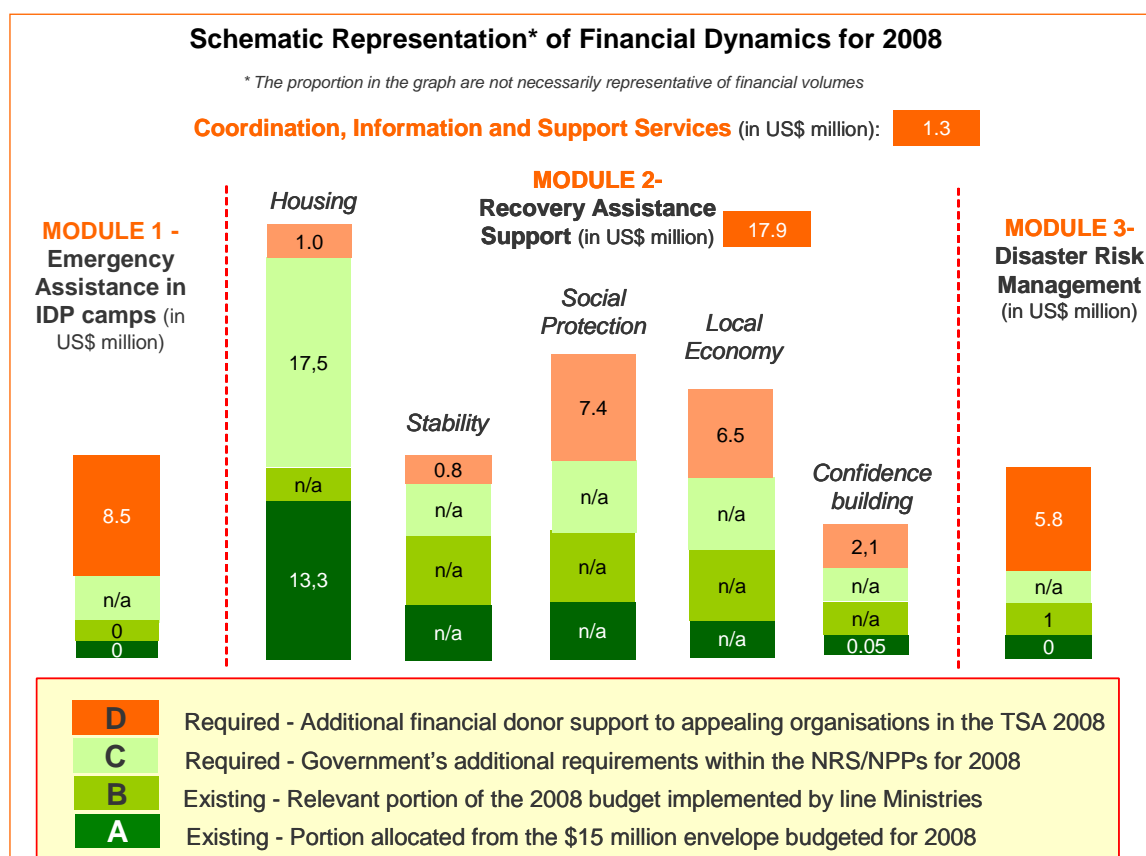 Schematic Representation* of Financial Dynamics for 2008
* The proportion in the graph are not necessarily representative of financial volumes
Coordination, Information and Support Services (in US$ million): 1.3
MODULE 1 -
Emergency
Assistance in
IDP camps (in
US$ million)
8.5
n/a
0
0
MODULE 2-
Recovery Assistance
Support (in US$ million) 17.9
Housing
1.0
17,5
n/a
13,3
Stability
0.8
n/a
n/a
n/a
Social
Protection
7.4
n/a
n/a
n/a
Local
Economy
6.5
n/a
n/a
n/a
Confidence
building
2,1
n/a
n/a
0.05
MODULE 3-
Disaster Risk
Management
(in US$ million)
5.8
n/a
1
0
D Required - Additional financial donor support to appealing organisations in the TSA 2008
C Required - Government's additional requirements within the NRS/NPPs for 2008
B Existing - Relevant portion of the 2008 budget implemented by line Ministries
A Existing - Portion allocated from the $15 million envelope budgeted for 2008